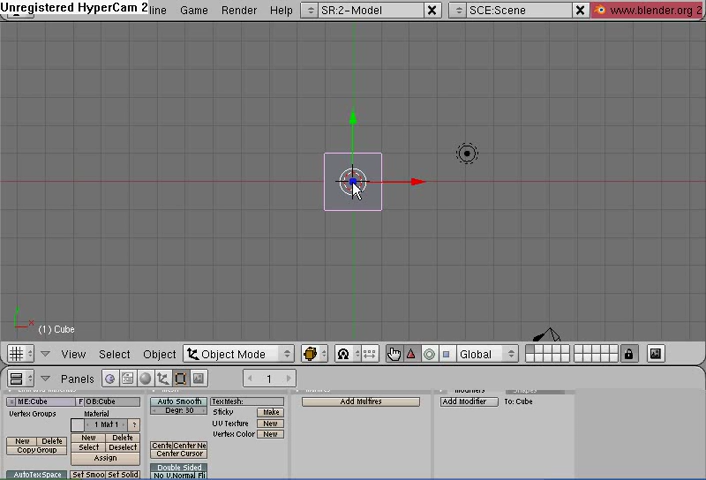 Unregistered HyperCam 2 line Game Render Help SR:2-Model SCE:Scene www.blender.org 2
(1) Cube
View Select Object Object Mode Global
Panels 1
ME:Cube F OB:Cube Auto Smooth TexMesh: Add Multires Add Modifier To: Cube
Vertex Groups Material Degr: 30 Sticky Make
1 Mat 1 ? UV Texture New
New Delete Vertex Color New
New Delete Select Deselect Cente Center Ne
Copy Group Assign Center Cursor
Double Sided
AutoTexSpace Set Smoo Set Solid No V.Normal Fli